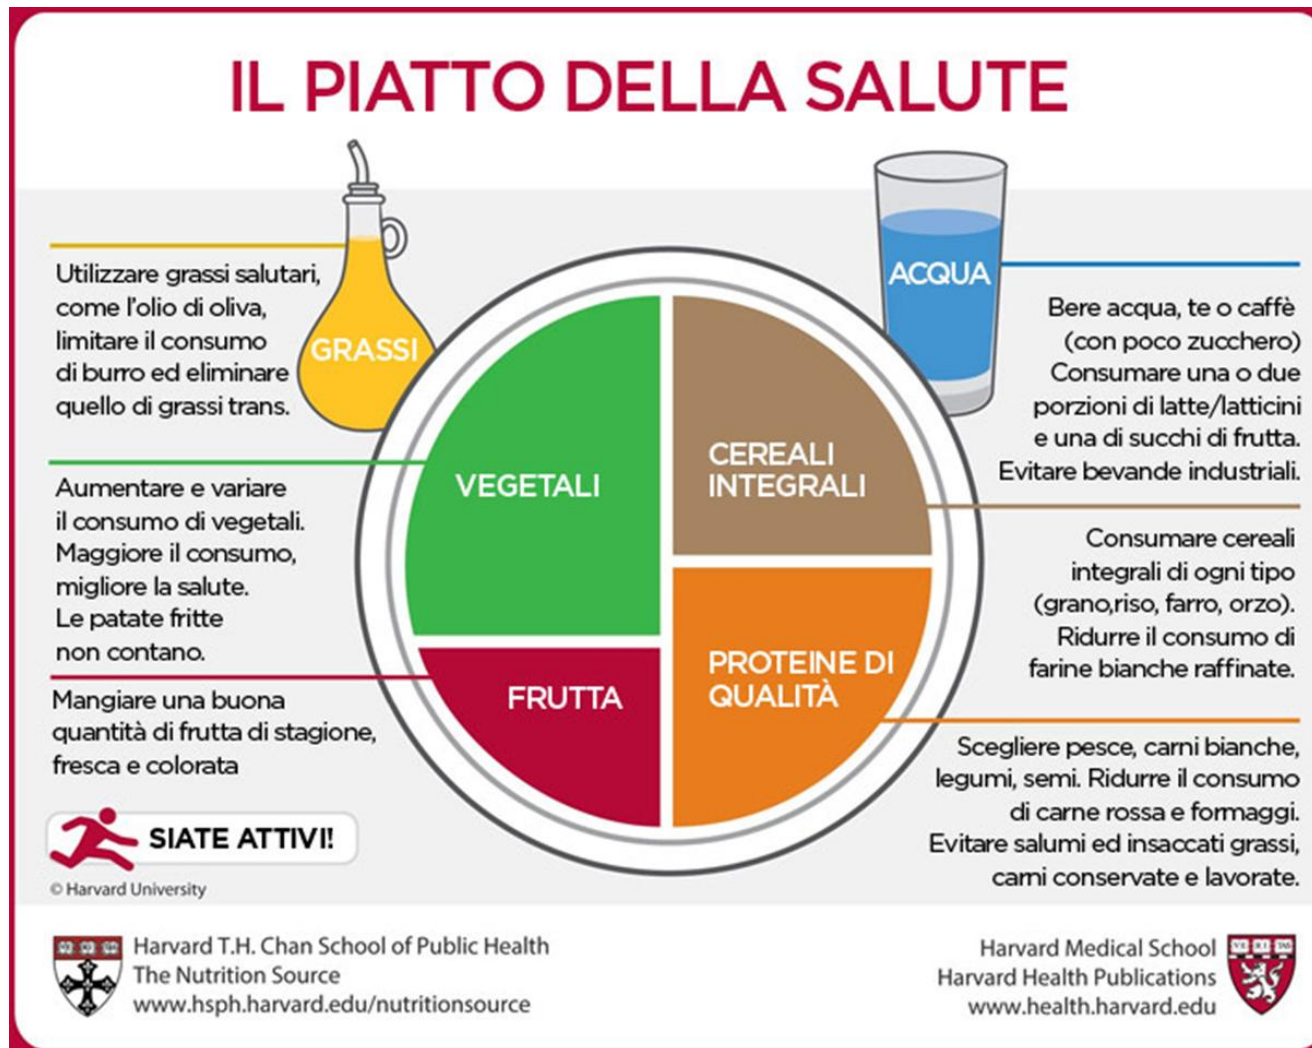 IL PIATTO DELLA SALUTE
Utilizzare grassi salutari,
come l'olio di oliva,
limitare il consumo
di burro ed eliminare
quello di grassi trans.
GRASSI
Aumentare e variare
il consumo di vegetali.
Maggiore il consumo,
migliore la salute.
Le patate fritte
non contano.
Mangiare una buona
quantità di frutta di stagione,
fresca e colorata
VEGETALI
FRUTTA
CEREALI
INTEGRALI
PROTEINE DI
QUALITÀ
ACQUA
Bere acqua, te o caffè
(con poco zucchero)
Consumare una o due
porzioni di latte/latticini
e una di succhi di frutta.
Evitare bevande industriali.
Consumare cereali
integrali di ogni tipo
(grano,riso, farro, orzo).
Ridurre il consumo di
farine bianche raffinate.
Scegliere pesce, carni bianche,
legumi, semi. Ridurre il consumo
di carne rossa e formaggi.
Evitare salumi ed insaccati grassi,
carni conservate e lavorate.
SIATE ATTIVI!
© Harvard University
Harvard T.H. Chan School of Public Health
The Nutrition Source
www.hsph.harvard.edu/nutritionsource
Harvard Medical School
Harvard Health Publications
www.health.harvard.edu